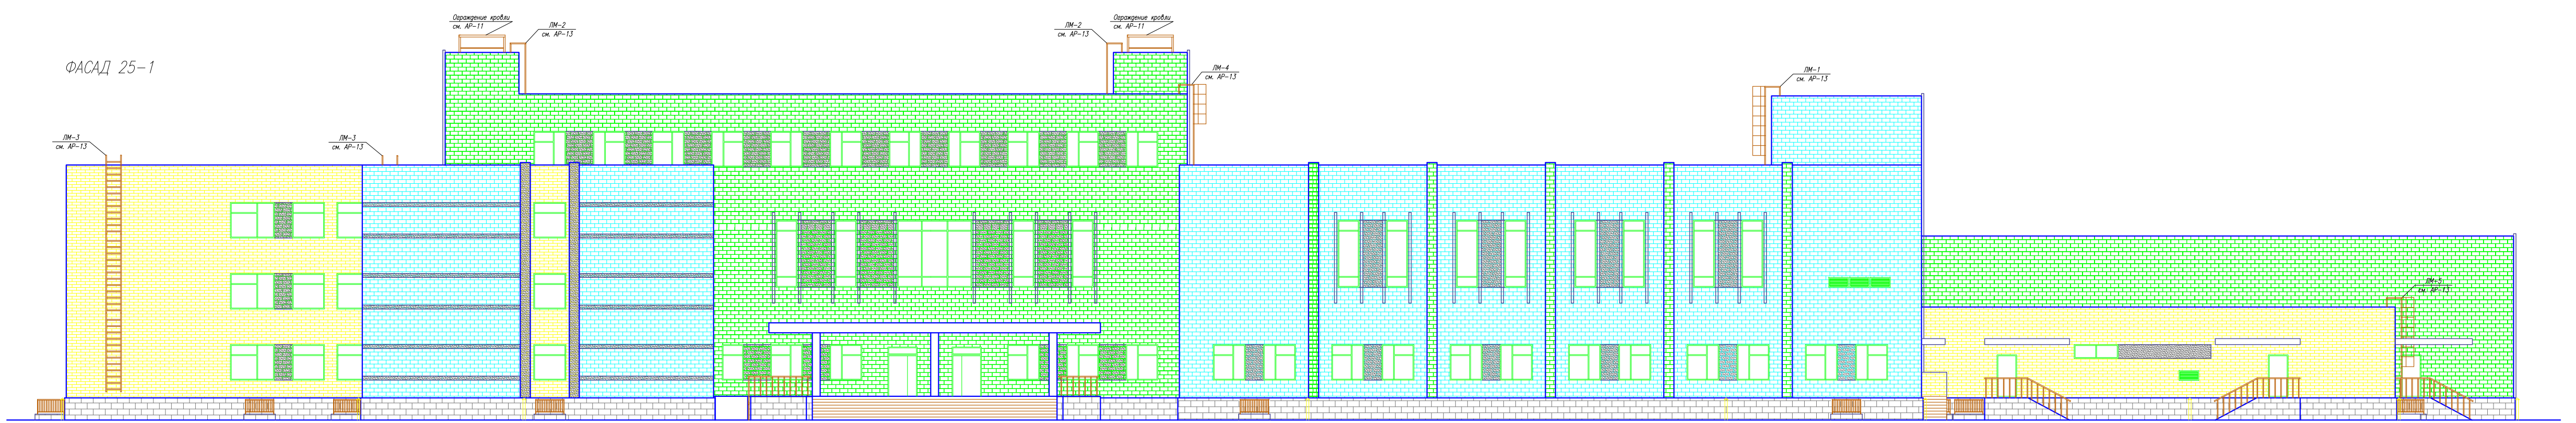 ФАСАД 25-1
Ограждение кровли
см. АР-11
ЛМ-2
см. АР-13
ЛМ-2
см. АР-13
Ограждение кровли
см. АР-11
ЛМ-4
см. АР-13
ЛМ-1
см. АР-13
ЛМ-3
см. АР-13
ЛМ-3
см. АР-13
ЛМ-5
см. АР-13